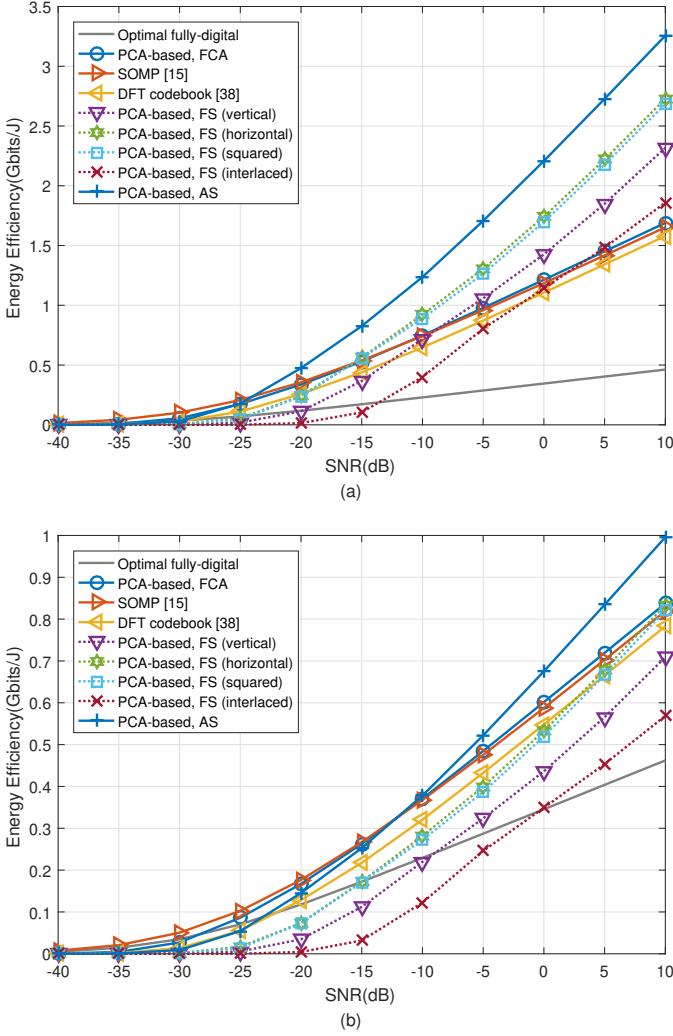 3.5
3
2.5
2
1.5
1
0.5
0
Energy Efficiency(Gbits/J)
Optimal fully-digital
PCA-based, FCA
SOMP [15]
DFT codebook [38]
PCA-based, FS (vertical)
PCA-based, FS (horizontal)
PCA-based, FS (squared)
PCA-based, FS (interlaced)
PCA-based, AS
-40 -35 -30 -25 -20 -15 -10 -5 0 5 10
SNR(dB)
(a)
1
0.9
0.8
0.7
0.6
0.5
0.4
0.3
0.2
0.1
0
Energy Efficiency(Gbits/J)
Optimal fully-digital
PCA-based, FCA
SOMP [15]
DFT codebook [38]
PCA-based, FS (vertical)
PCA-based, FS (horizontal)
PCA-based, FS (squared)
PCA-based, FS (interlaced)
PCA-based, AS
-40 -35 -30 -25 -20 -15 -10 -5 0 5 10
SNR(dB)
(b)